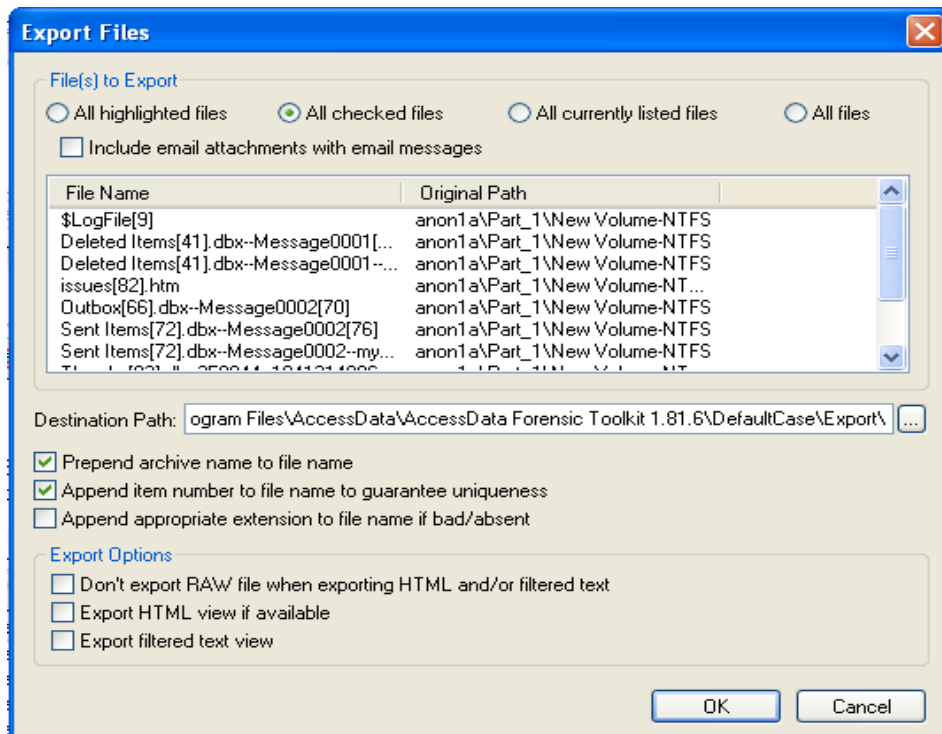 Export Files
File(s) to Export
All highlighted files All checked files All currently listed files All files
Include email attachments with email messages
File Name Original Path
$LogFile[9] anon1a\Part_1\New Volume-NTFS
Deleted Items[41].dbx--Message0001[... anon1a\Part_1\New Volume-NTFS
Deleted Items[41].dbx--Message0001--... anon1a\Part_1\New Volume-NTFS
issues[82].htm anon1a\Part_1\New Volume-NT...
Outbox[66].dbx--Message0002[70] anon1a\Part_1\New Volume-NTFS
Sent Items[72].dbx--Message0002[76] anon1a\Part_1\New Volume-NTFS
Sent Items[72].dbx--Message0002--my... anon1a\Part_1\New Volume-NTFS
Destination Path: ogram Files\AccessData\AccessData Forensic Toolkit 1.81.6\DefaultCase\Export\ ...
Prepend archive name to file name
Append item number to file name to guarantee uniqueness
Append appropriate extension to file name if bad/absent
Export Options
Don't export RAW file when exporting HTML and/or filtered text
Export HTML view if available
Export filtered text view
OK Cancel